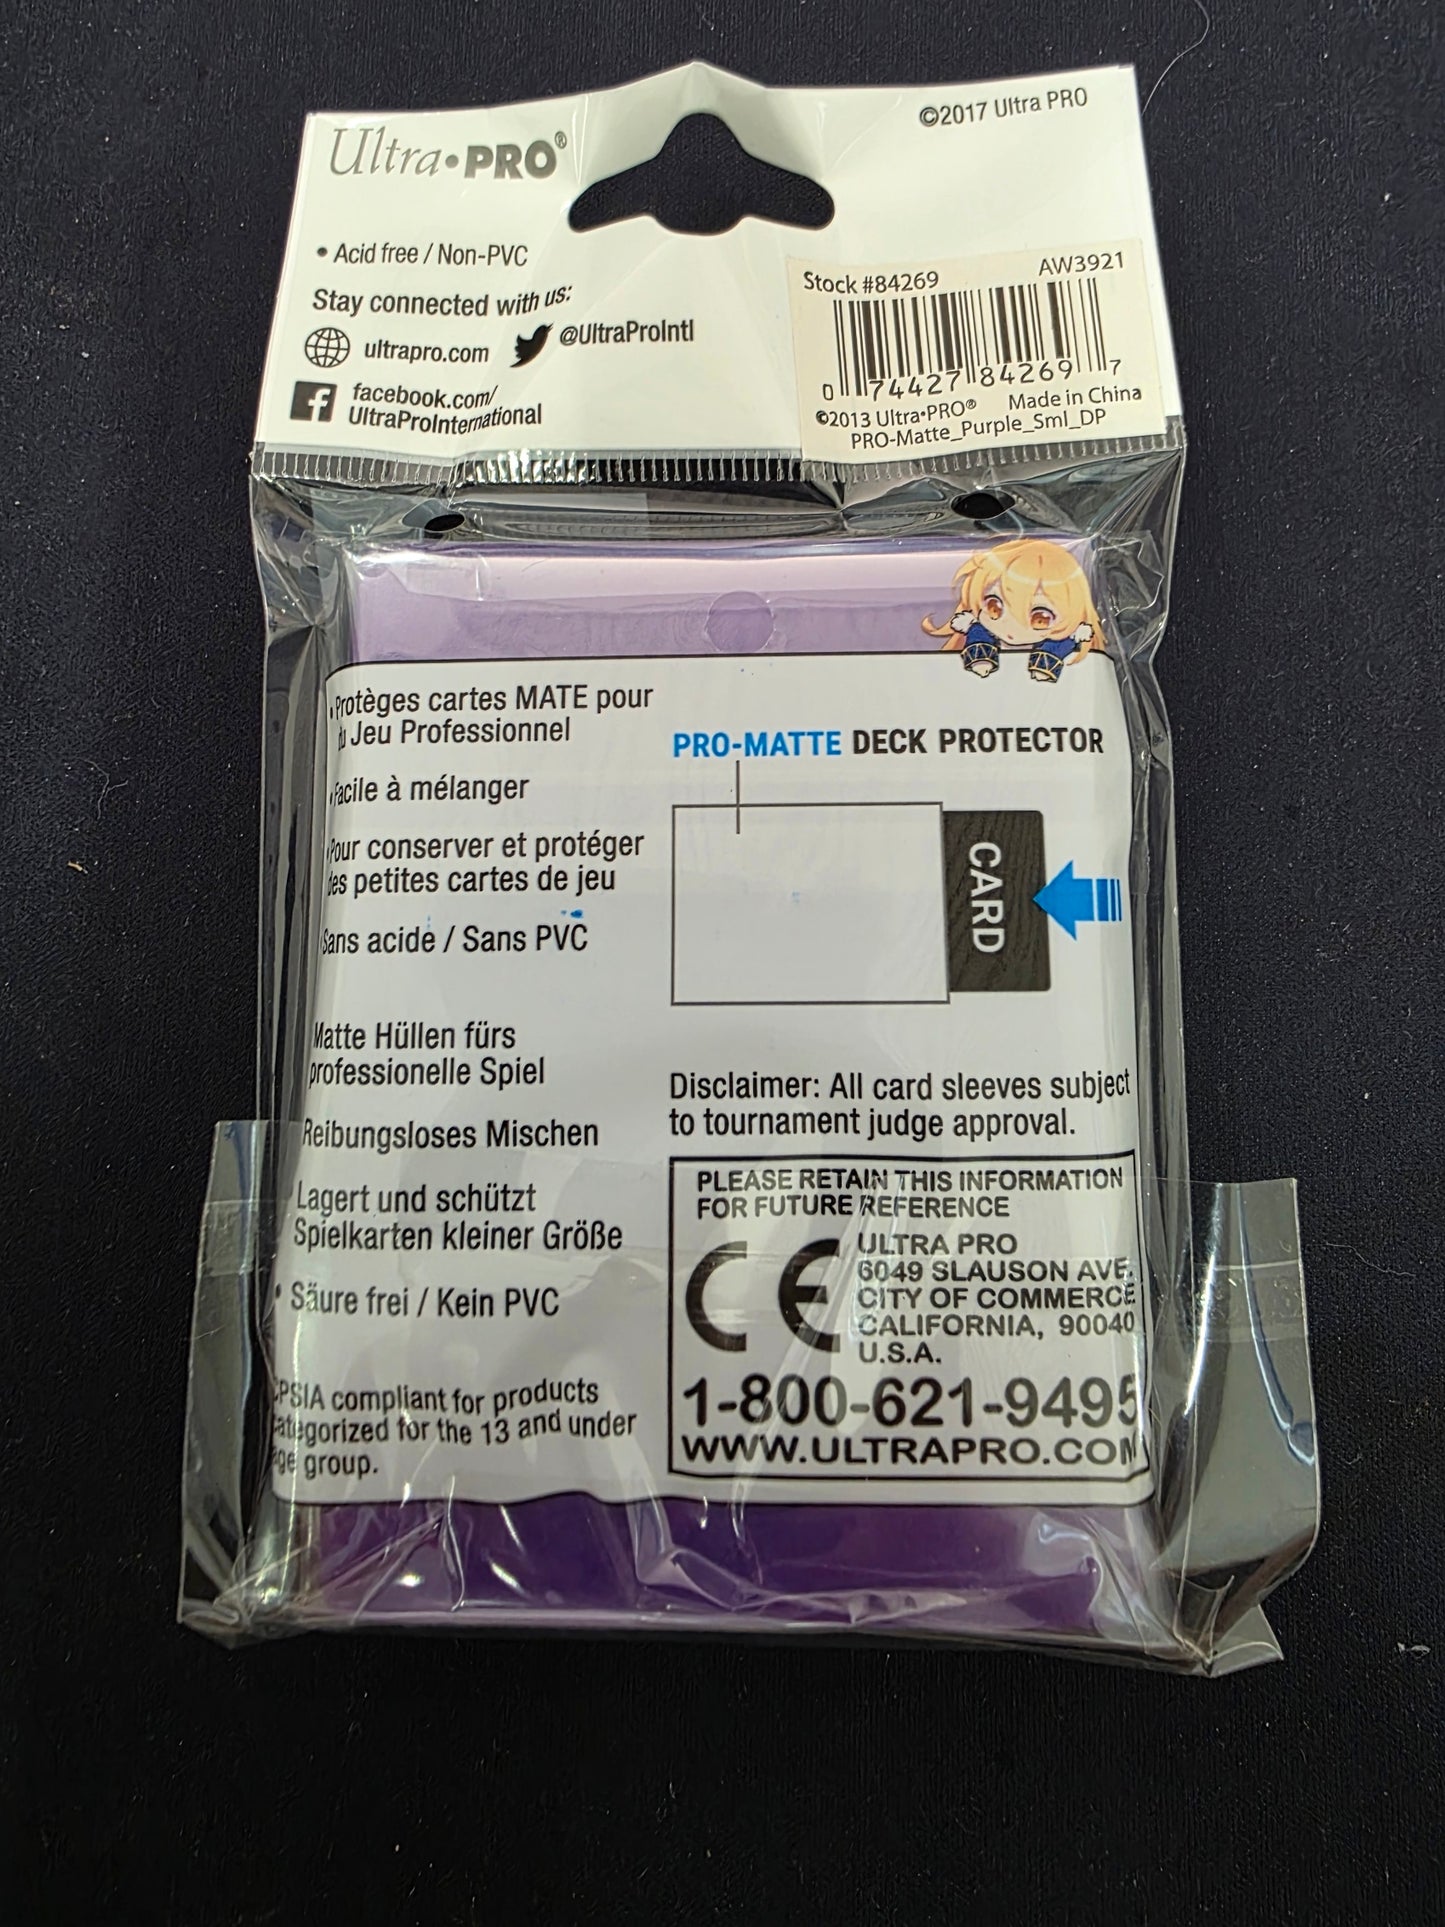 Ultra•PRO®
©2017 Ultra PRO
• Acid free / Non-PVC
Stay connected with us:
ultrapro.com
@UltraProIntl
facebook.com/
UltraProInternational
Stock #84269
AW3921
0 74427 84269 7
©2013 Ultra•PRO® Made in China
PRO-Matte_Purple_Sml_DP
• Protèges cartes MATE pour
du Jeu Professionnel
• Facile à mélanger
• Pour conserver et protéger
des petites cartes de jeu
Sans acide / Sans PVC
Matte Hüllen fürs
professionelle Spiel
Reibungsloses Mischen
Lagert und schützt
Spielkarten kleiner Größe
• Säure frei / Kein PVC
CPSIA compliant for products
categorized for the 13 and under
age group.
PRO-MATTE DECK PROTECTOR
CARD
Disclaimer: All card sleeves subject
to tournament judge approval.
PLEASE RETAIN THIS INFORMATION
FOR FUTURE REFERENCE
CE
ULTRA PRO
6049 SLAUSON AVE.
CITY OF COMMERCE
CALIFORNIA, 90040
U.S.A.
1-800-621-9495
WWW.ULTRAPRO.COM